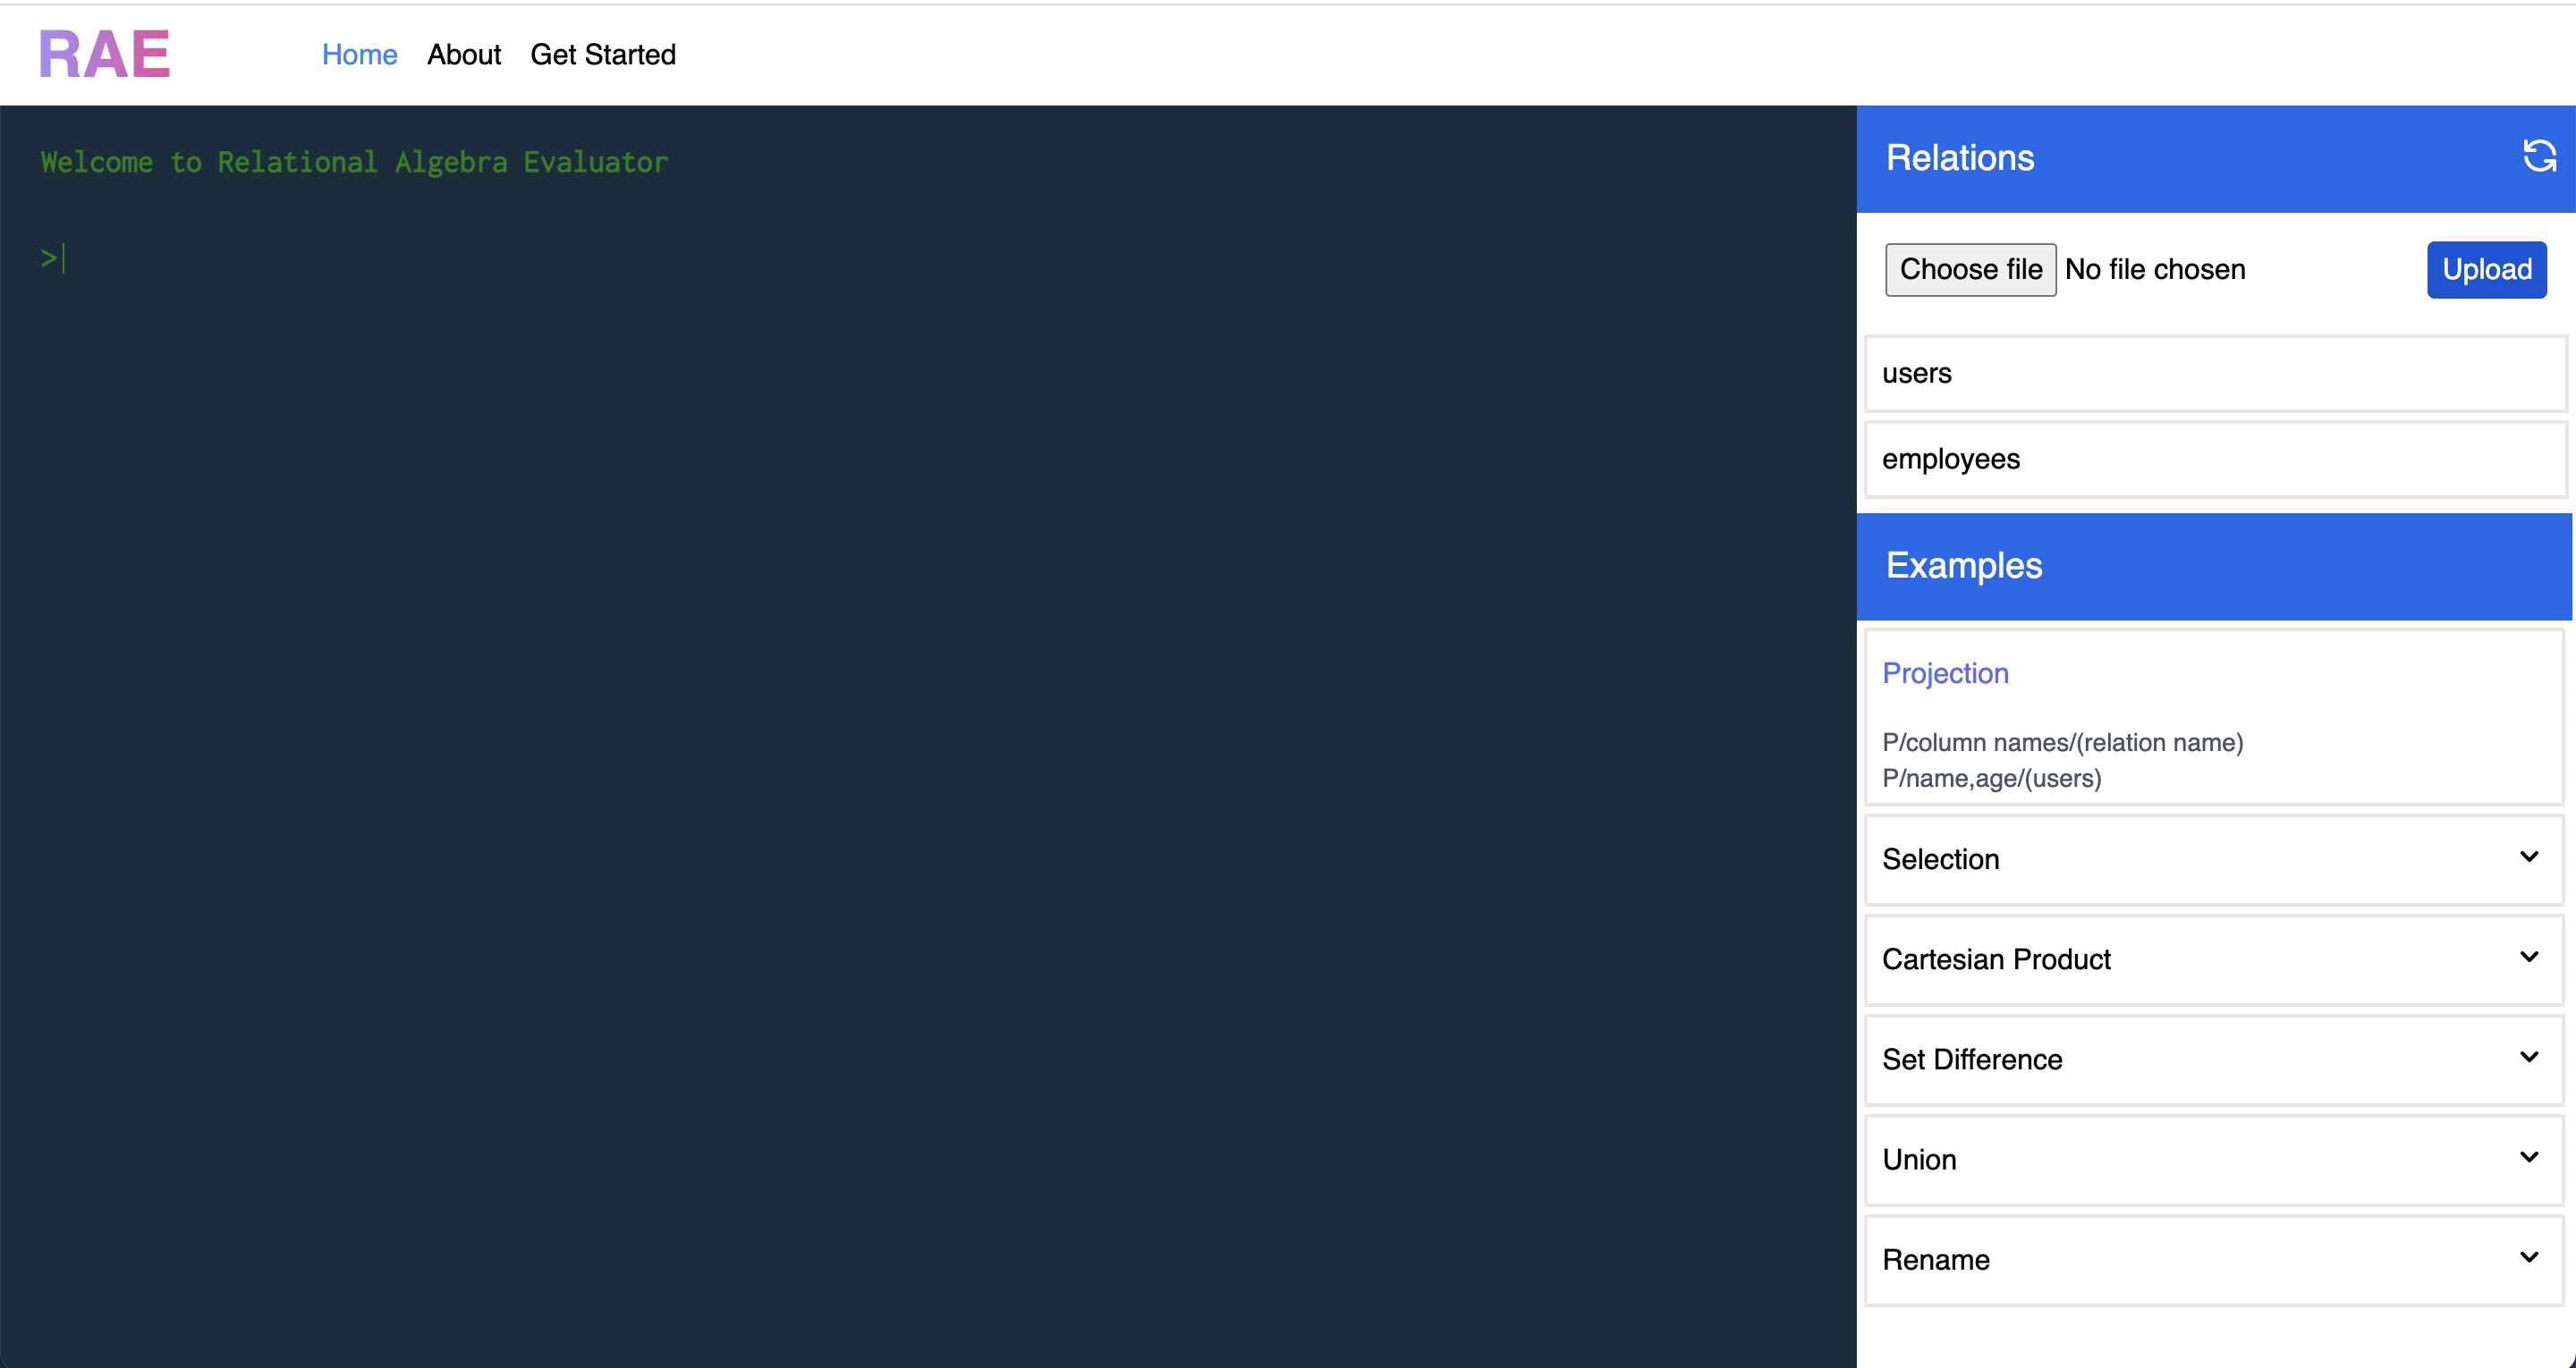 RAE
Home About Get Started
Welcome to Relational Algebra Evaluator
>
Relations
Choose file No file chosen Upload
users
employees
Examples
Projection
P/column names/(relation name)
P/name,age/(users)
Selection
Cartesian Product
Set Difference
Union
Rename